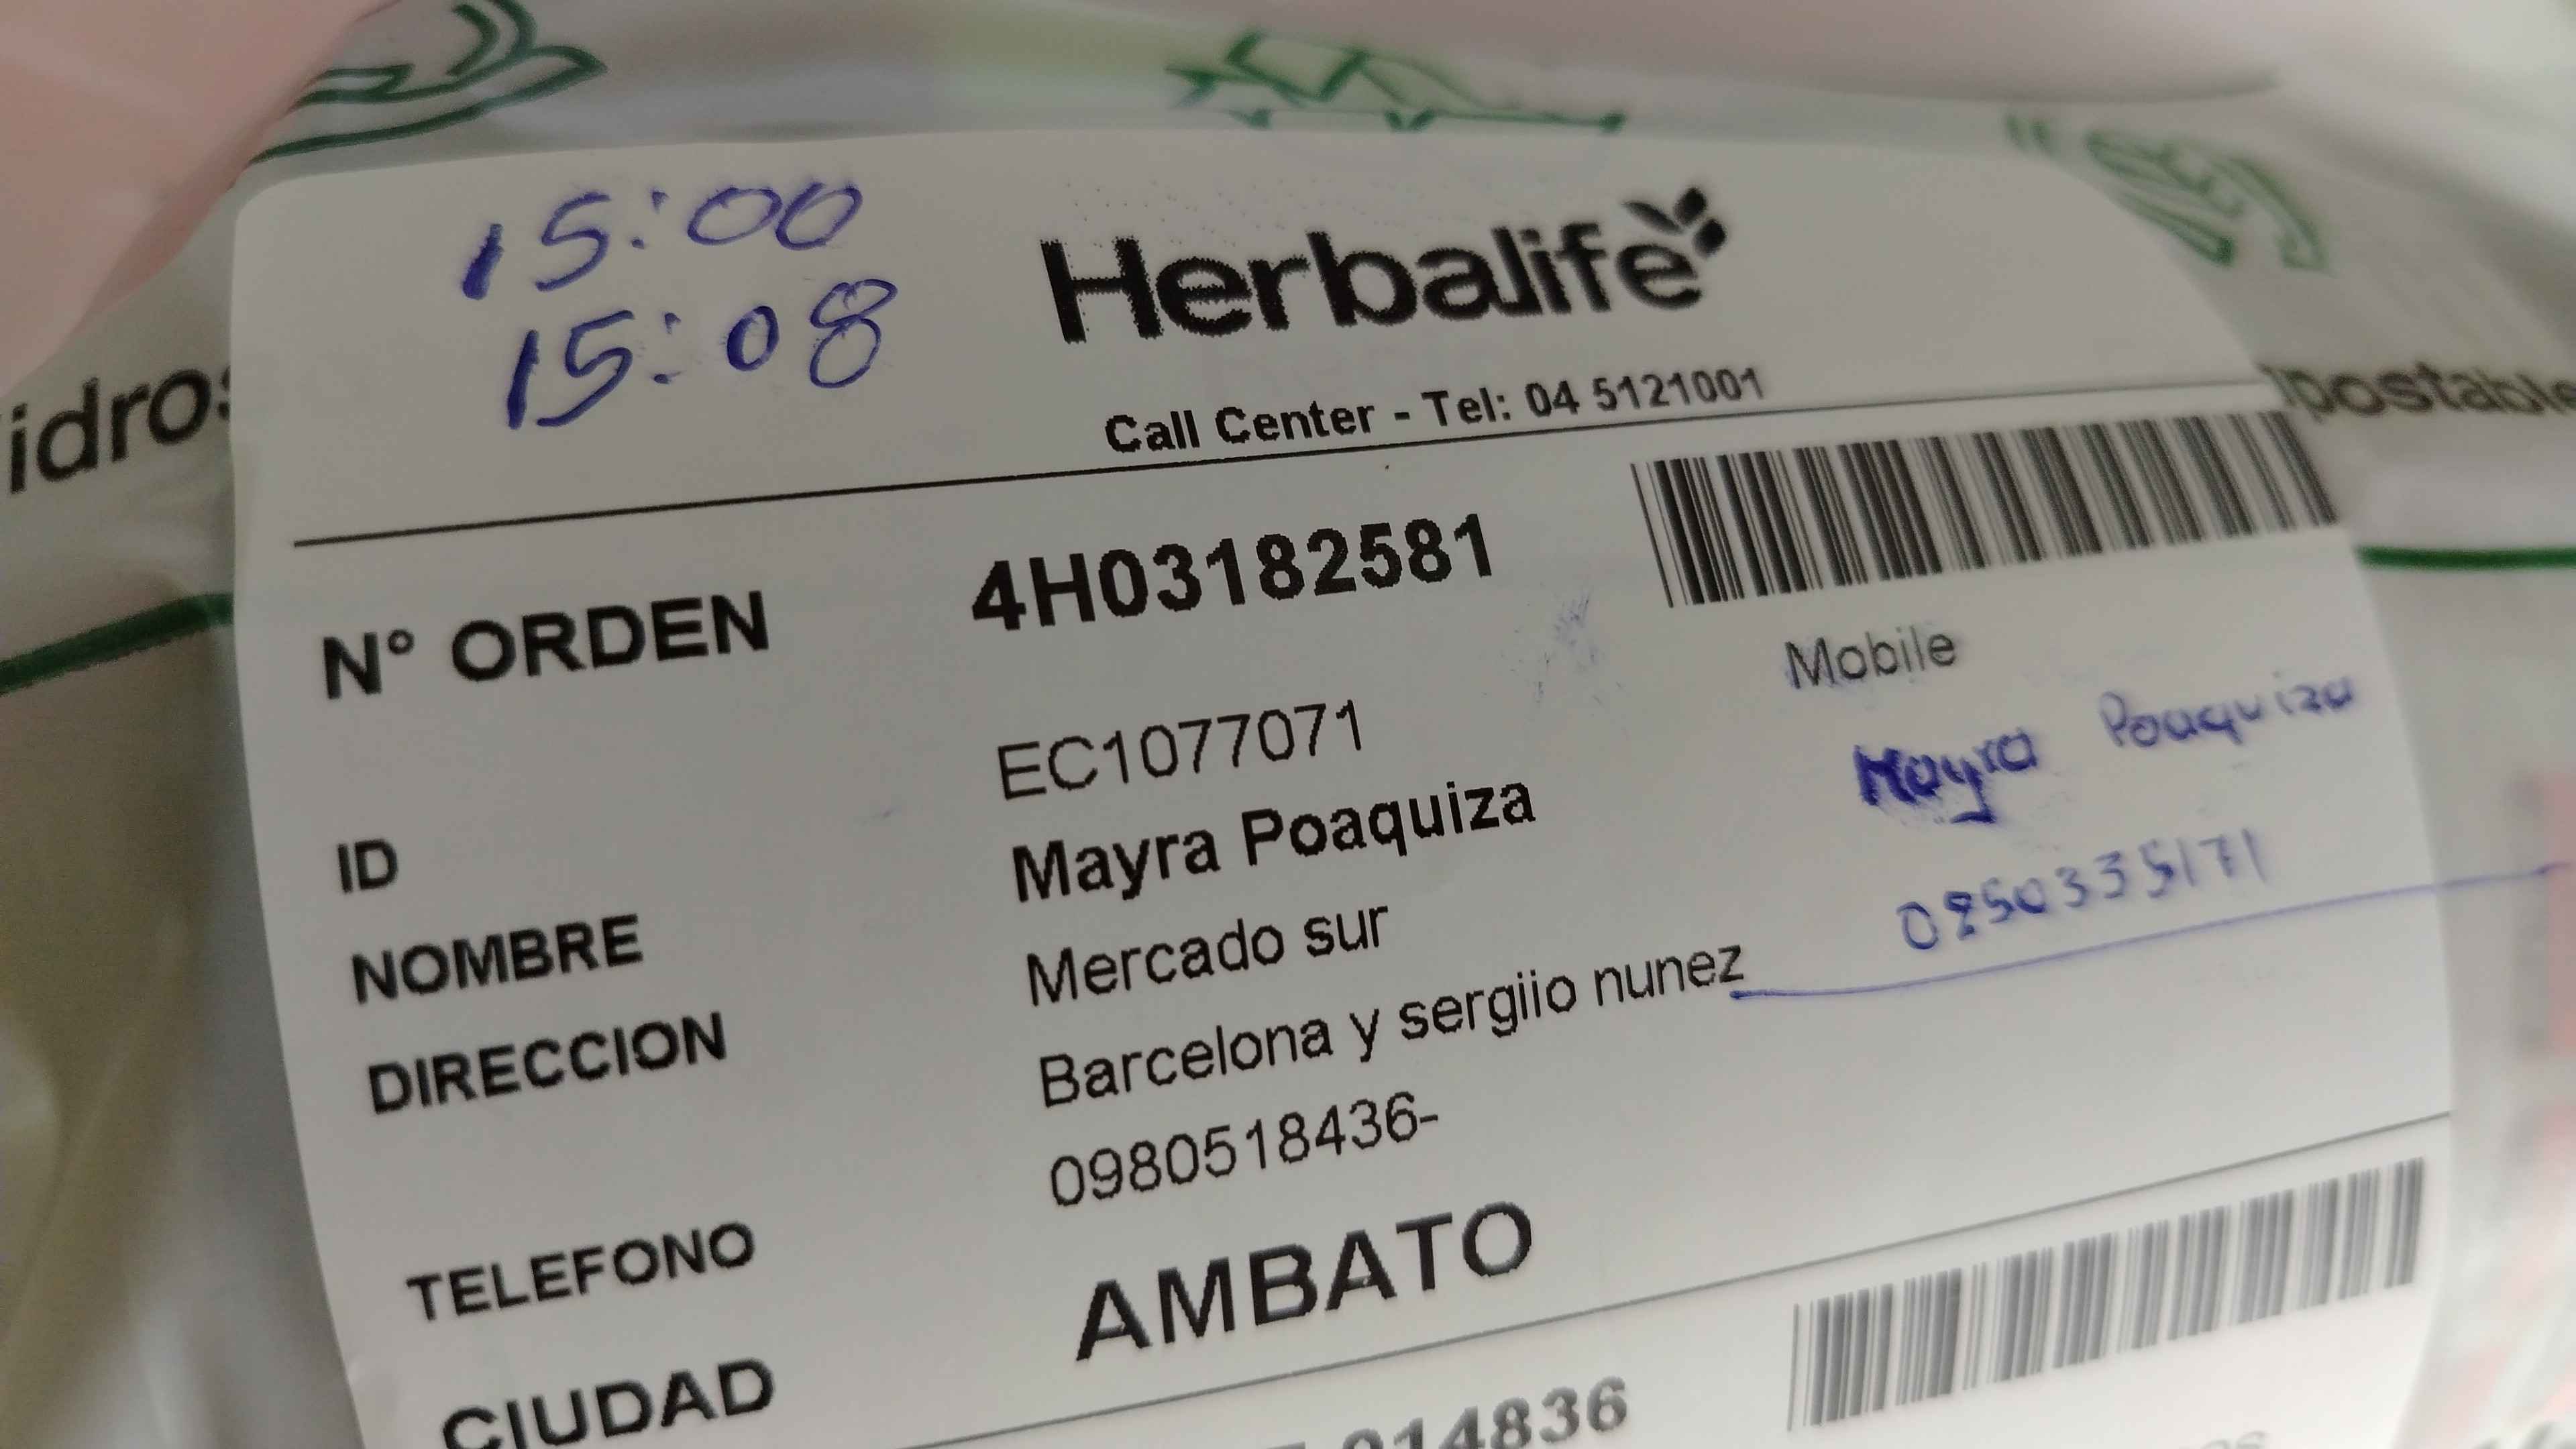 15:00
15:08
Herbalife
Call Center - Tel: 04 5121001
N° ORDEN 4H03182581
Mobile
ID EC1077071
NOMBRE Mayra Poaquiza
Mayra Poaquiza
DIRECCION Mercado sur
Barcelona y sergiio nunez
TELEFONO 0980518436-
CIUDAD AMBATO